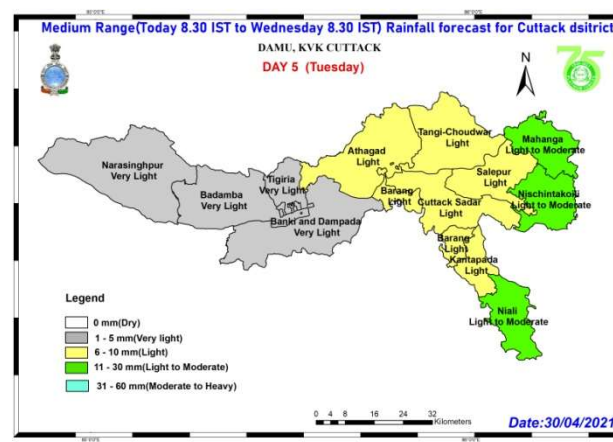 Medium Range(Today 8.30 IST to Wednesday 8.30 IST) Rainfall forecast for Cuttack dsitrict
DAMU, KVK CUTTACK
DAY 5 (Tuesday)
N
75
Mahanga
Light to Moderate
Tangi-Choudwar
Light
Athagad
Light
Narasinghpur
Very Light
Salepur
Light
Tigiria
Very Light
Badamba
Very Light
Nischintakoili
Light to Moderate
Barang
Light
Cuttack Sadar
Light
Banki and Dampada
Very Light
Barang
Light
Kantapada
Light
Niali
Light to Moderate
Legend
0 mm(Dry)
1 - 5 mm(Very light)
6 - 10 mm(Light)
11 - 30 mm(Light to Moderate)
31 - 60 mm(Moderate to Heavy)
0 4 8 16 24 32
Kilometers
Date:30/04/2021